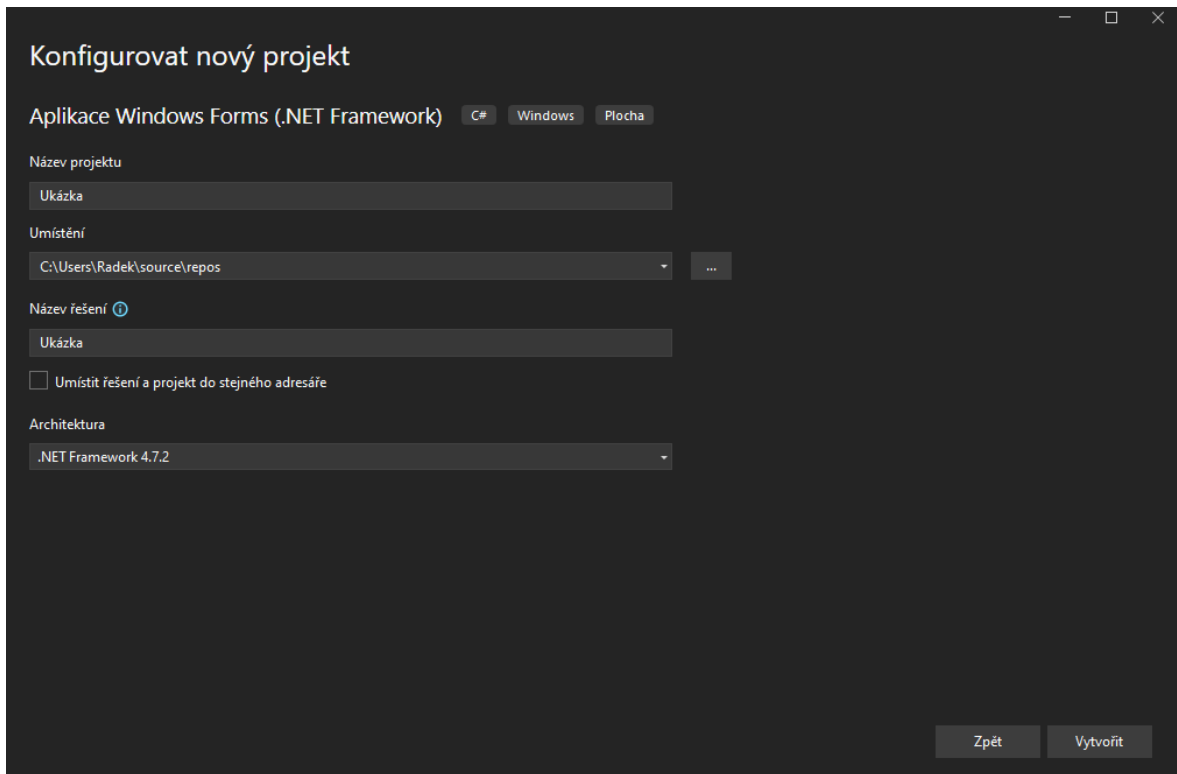 Konfigurovat nový projekt
Aplikace Windows Forms (.NET Framework) C# Windows Plocha
Název projektu
Ukázka
Umístění
C:\Users\Radek\source\repos
...
Název řešení
Ukázka
Umístit řešení a projekt do stejného adresáře
Architektura
.NET Framework 4.7.2
Zpět Vytvořit